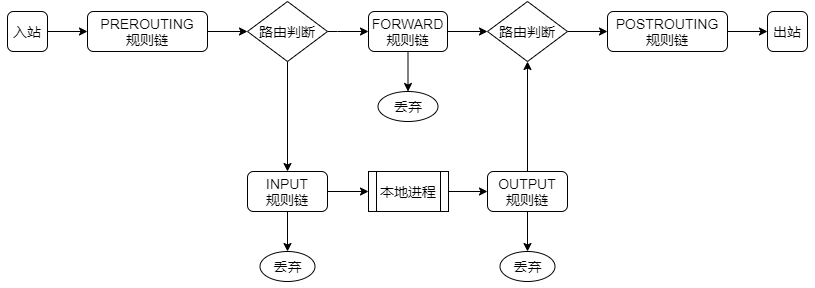 入站
PREROUTING
规则链
路由判断
FORWARD
规则链
路由判断
POSTROUTING
规则链
出站
丢弃
INPUT
规则链
本地进程
OUTPUT
规则链
丢弃
丢弃